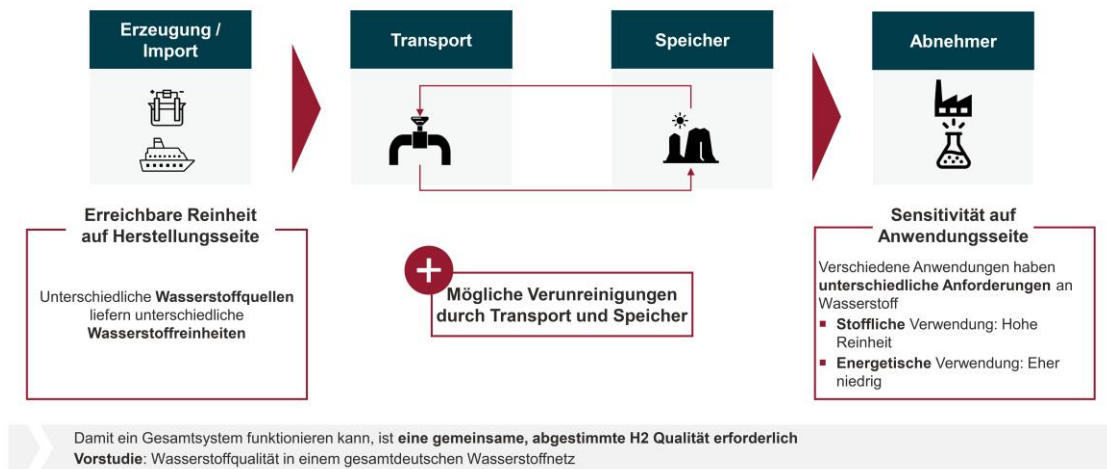 Erzeugung /
Import
Transport
Speicher
Abnehmer
Erreichbare Reinheit
auf Herstellungsseite
Unterschiedliche Wasserstoffquellen
liefern unterschiedliche
Wasserstoffreinheiten
+
Mögliche Verunreinigungen
durch Transport und Speicher
Sensitivität auf
Anwendungsseite
Verschiedene Anwendungen haben
unterschiedliche Anforderungen an
Wasserstoff
▪ Stoffliche Verwendung: Hohe
Reinheit
▪ Energetische Verwendung: Eher
niedrig
Damit ein Gesamtsystem funktionieren kann, ist eine gemeinsame, abgestimmte H2 Qualität erforderlich
Vorstudie: Wasserstoffqualität in einem gesamtdeutschen Wasserstoffnetz